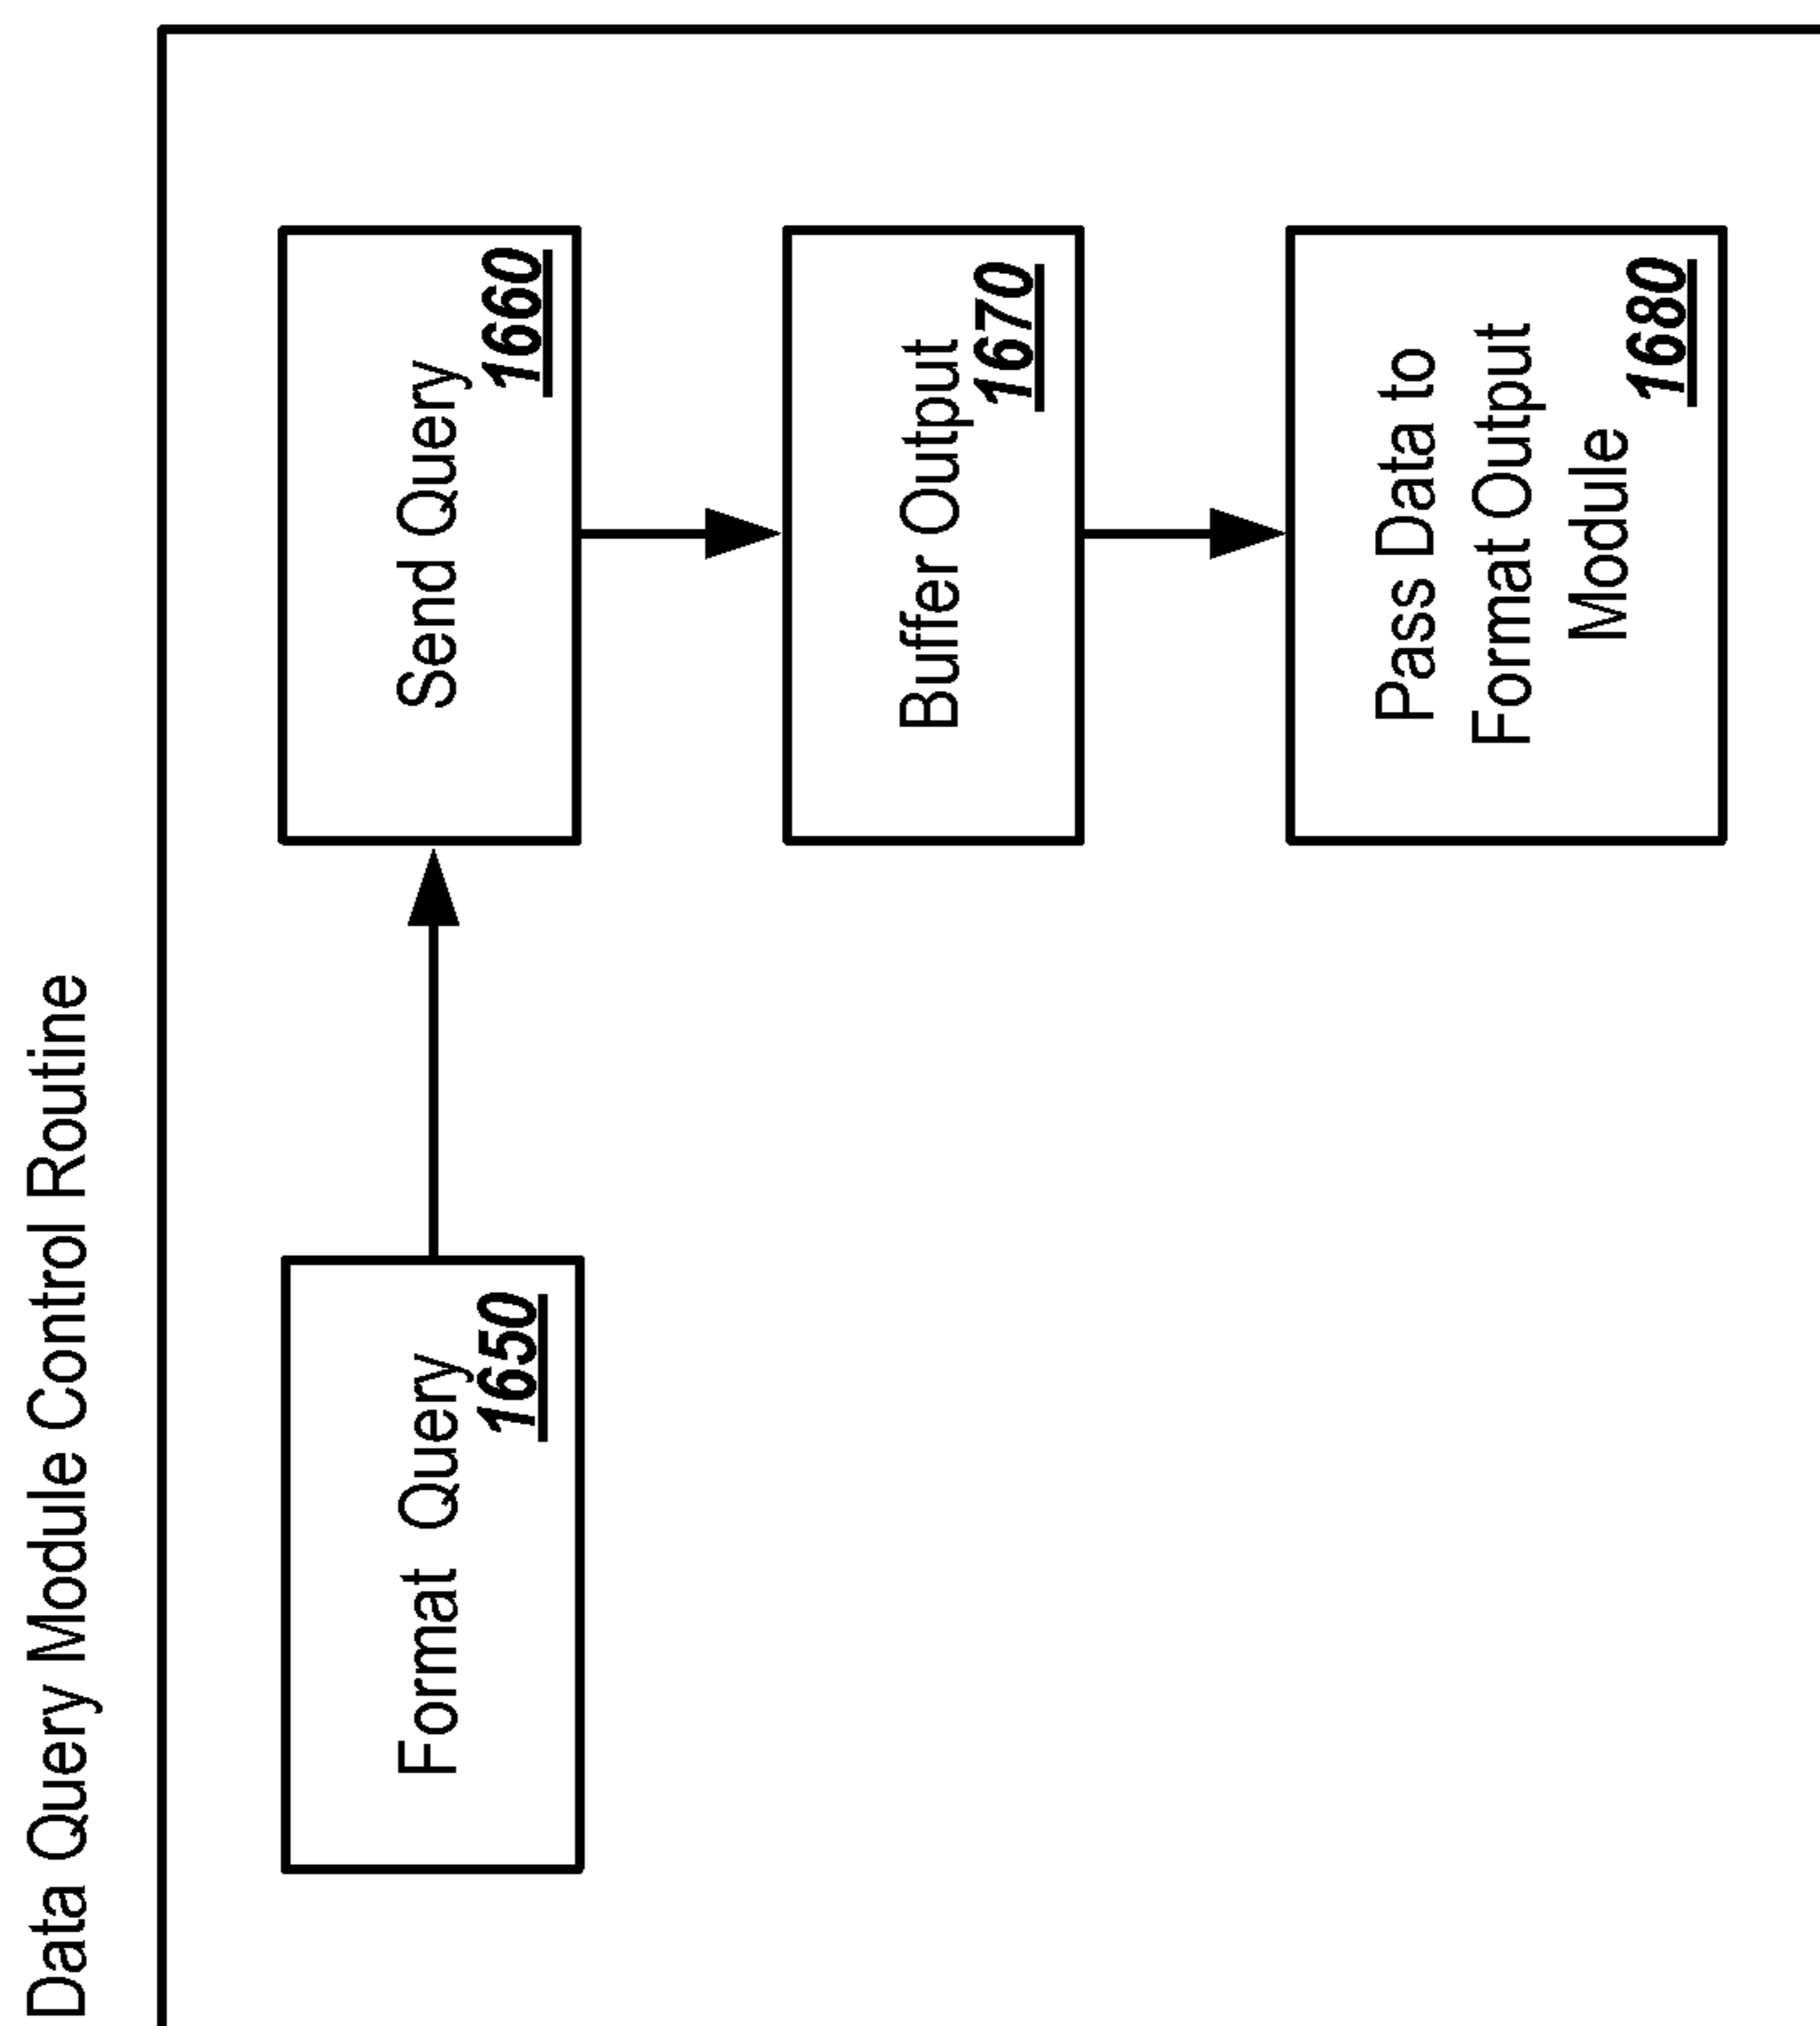 Data Query Module Control Routine
Format Query
1650
Send Query
1660
Buffer Output
1670
Pass Data to
Format Output
Module
1680